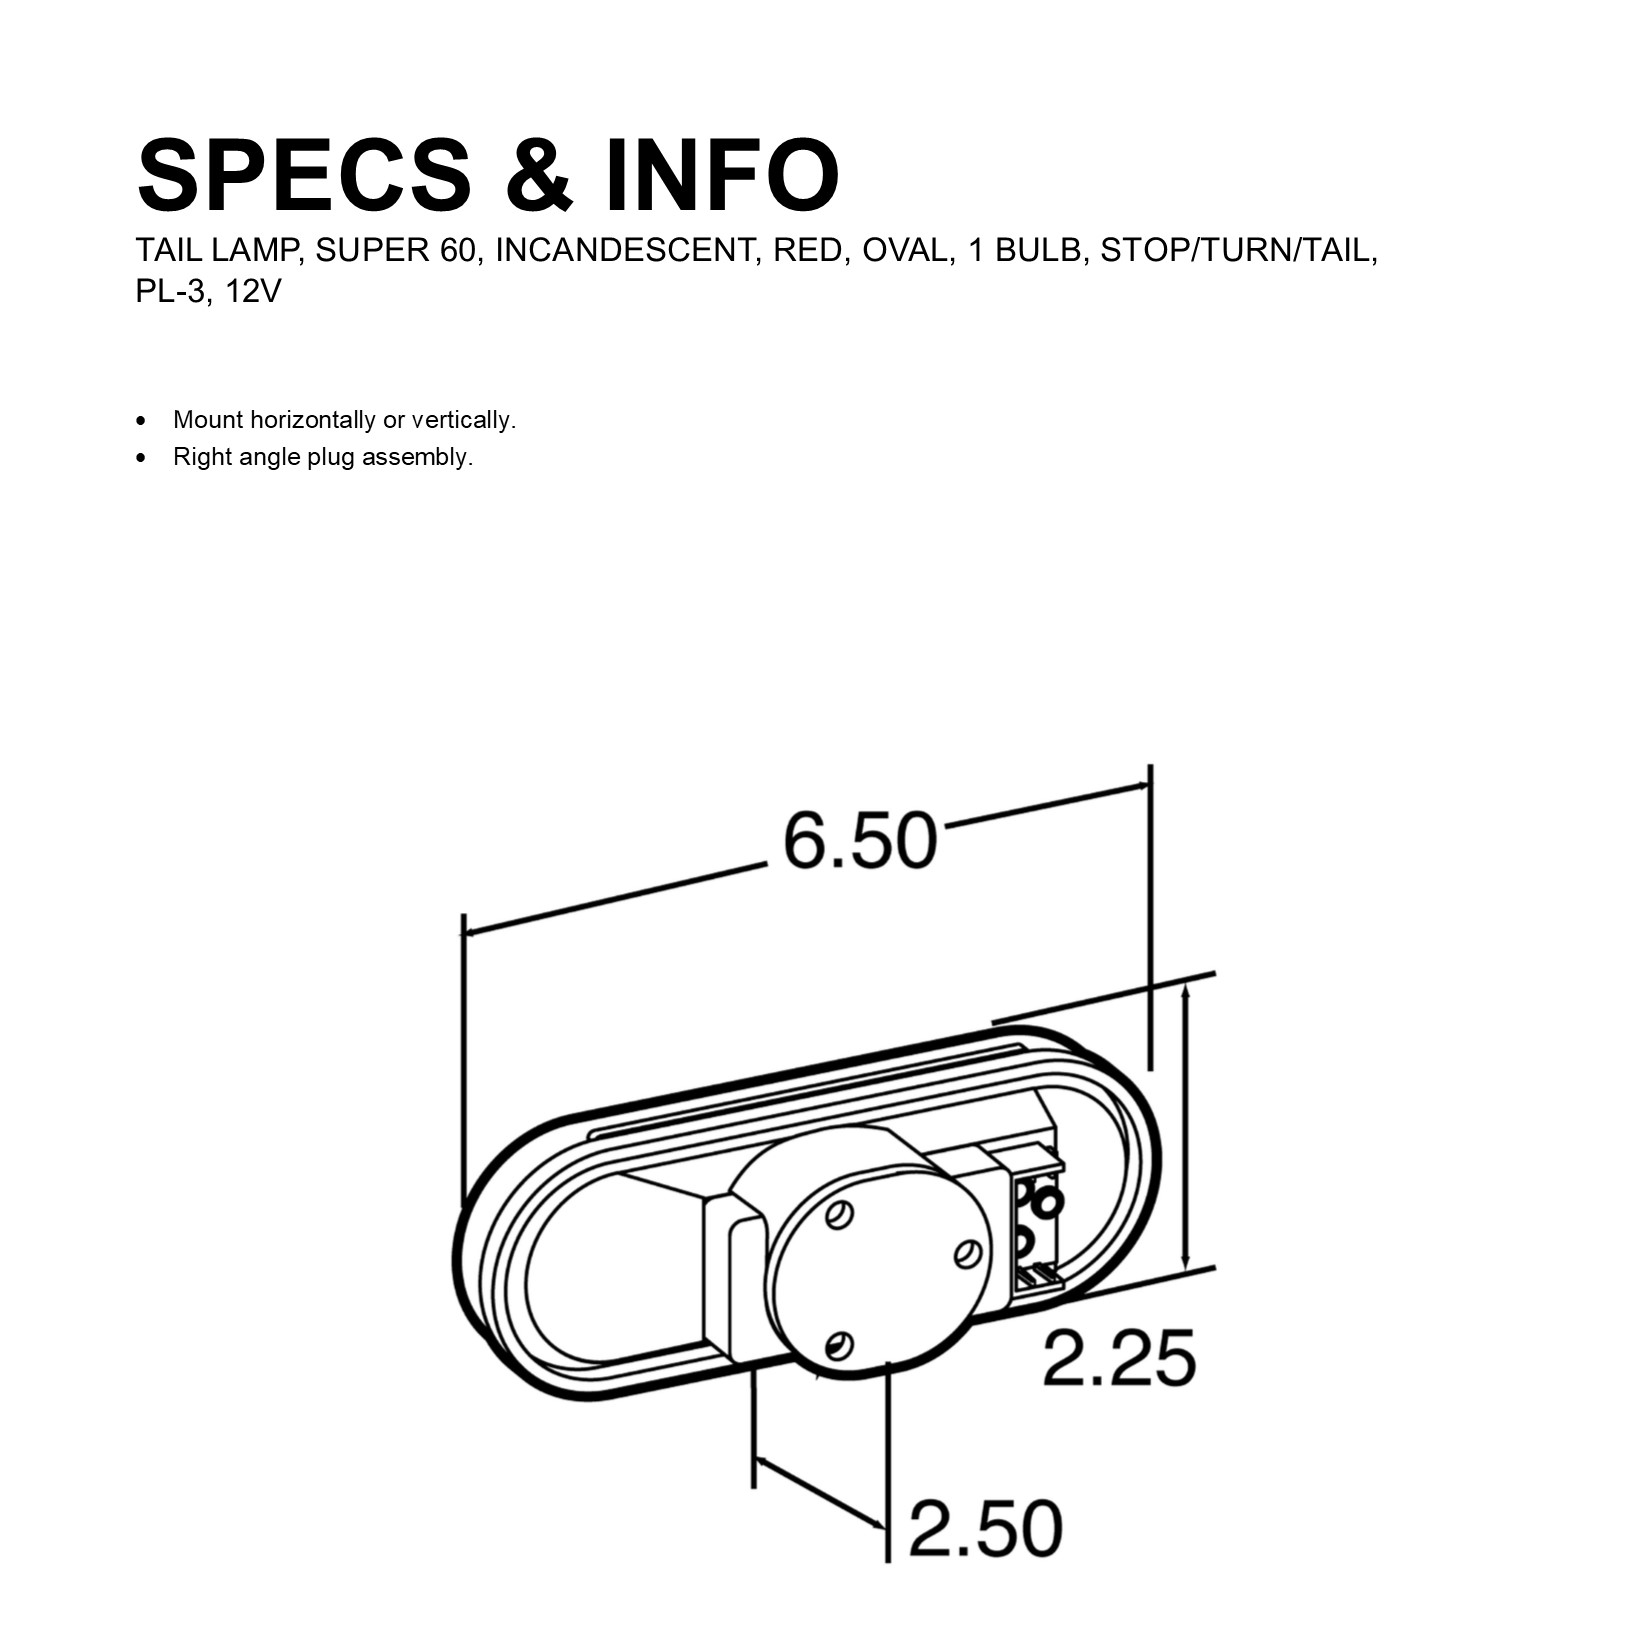 SPECS & INFO
TAIL LAMP, SUPER 60, INCANDESCENT, RED, OVAL, 1 BULB, STOP/TURN/TAIL,
PL-3, 12V
• Mount horizontally or vertically.
• Right angle plug assembly.
6.50
2.25
2.50